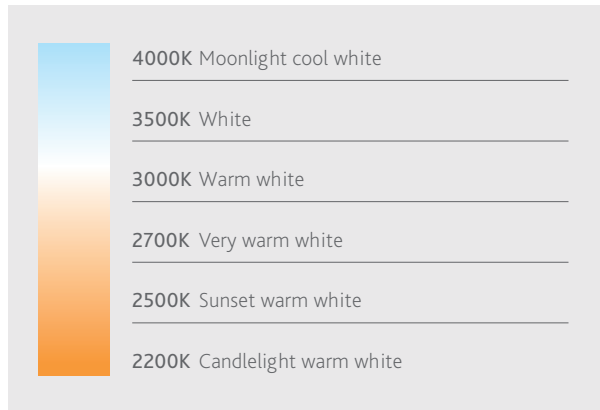 4000K Moonlight cool white
3500K White
3000K Warm white
2700K Very warm white
2500K Sunset warm white
2200K Candlelight warm white